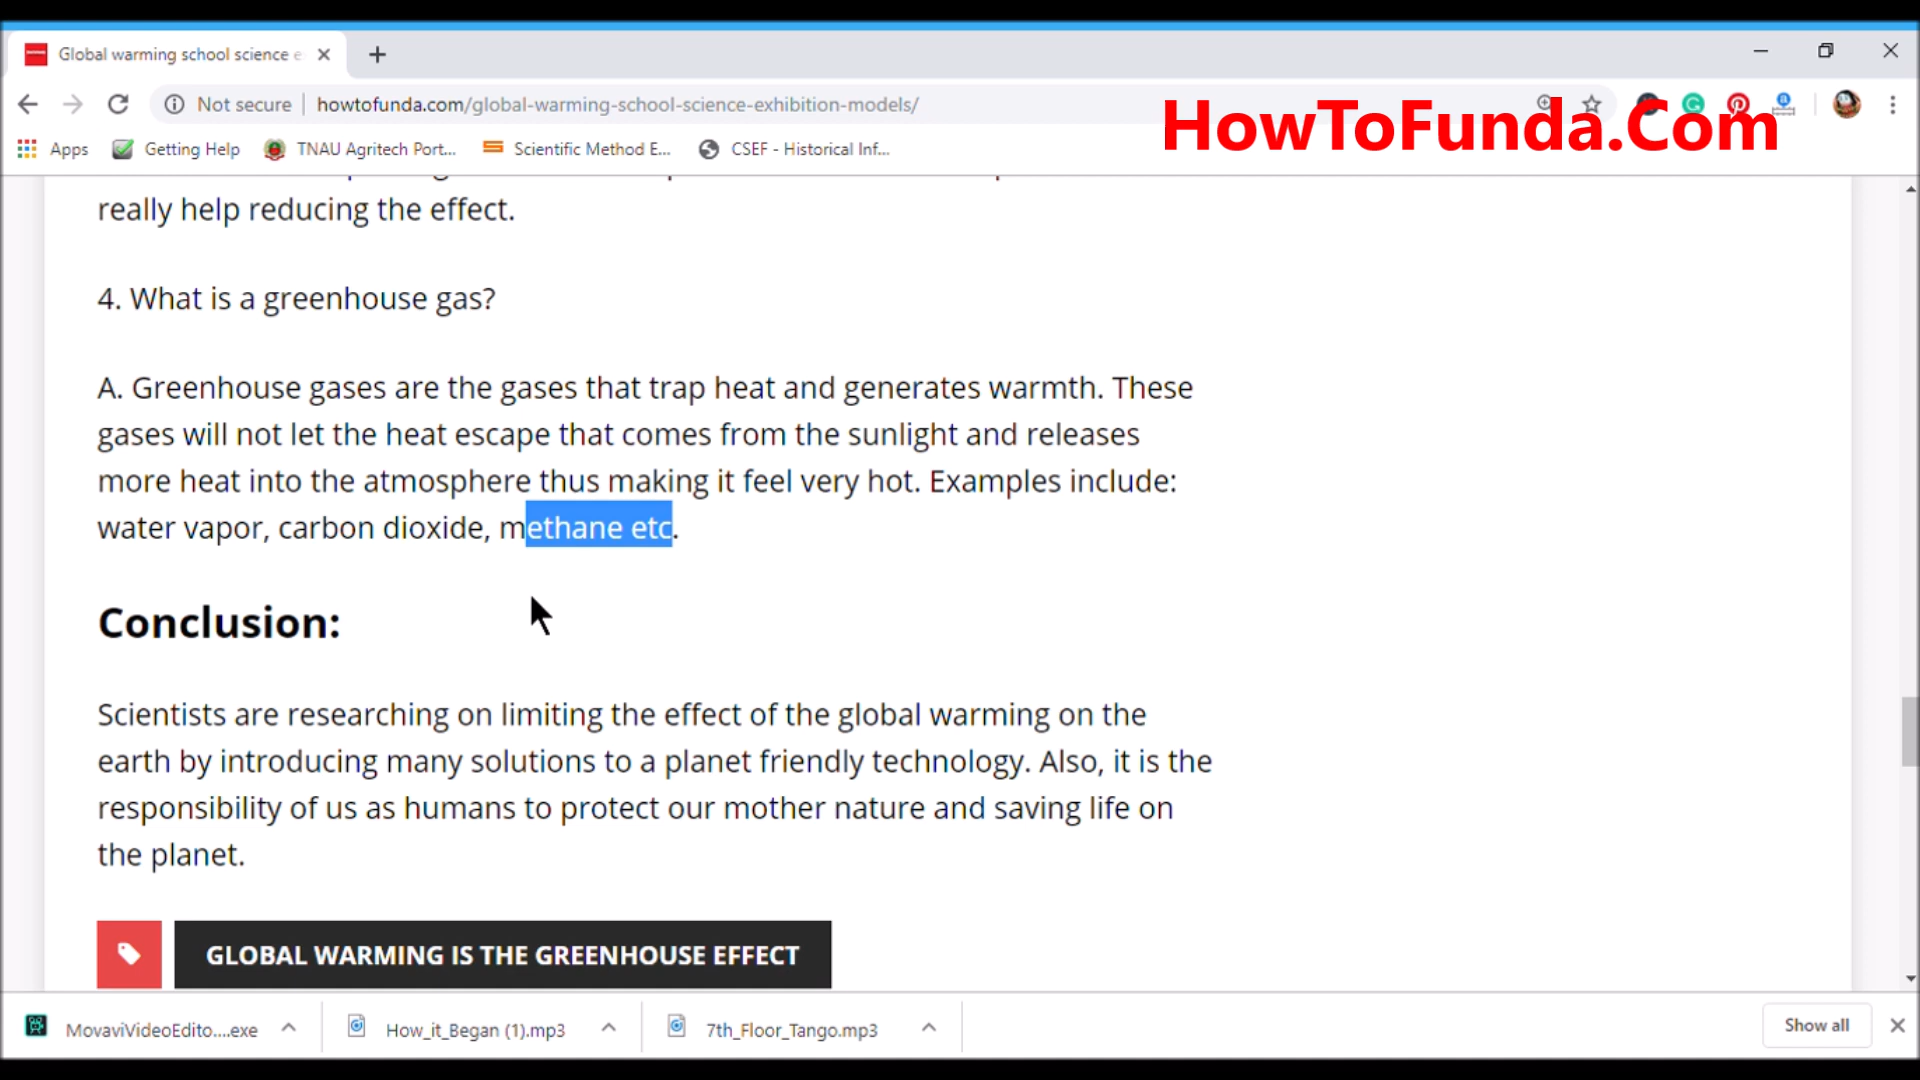 Global warming school science e
Not secure howtofunda.com/global-warming-school-science-exhibition-models/
HowToFunda.Com
Apps Getting Help TNAU Agritech Port... Scientific Method E... CSEF - Historical Inf...
really help reducing the effect.
4. What is a greenhouse gas?
A. Greenhouse gases are the gases that trap heat and generates warmth. These
gases will not let the heat escape that comes from the sunlight and releases
more heat into the atmosphere thus making it feel very hot. Examples include:
water vapor, carbon dioxide, methane etc.
Conclusion:
Scientists are researching on limiting the effect of the global warming on the
earth by introducing many solutions to a planet friendly technology. Also, it is the
responsibility of us as humans to protect our mother nature and saving life on
the planet.
GLOBAL WARMING IS THE GREENHOUSE EFFECT
MovaviVideoEdito....exe How_it_Began (1).mp3 7th_Floor_Tango.mp3 Show all